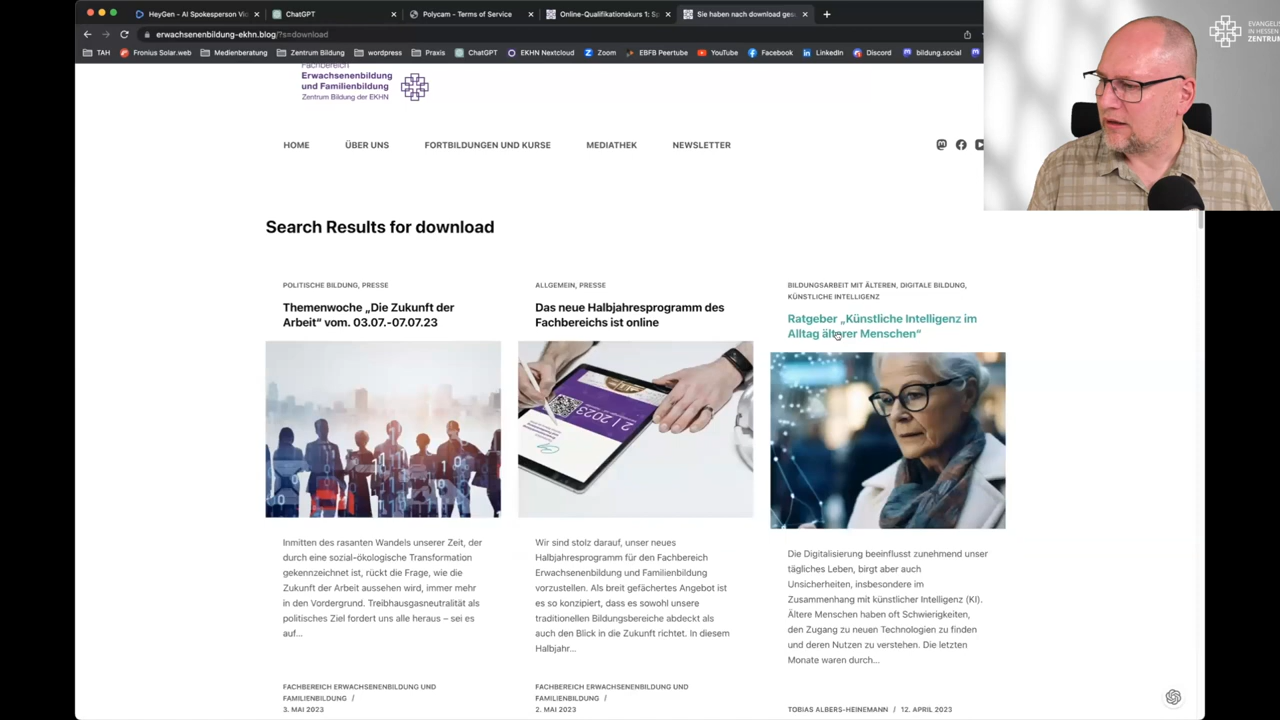 HeyGen - AI Spokesperson Vi
ChatGPT
Polycam – Terms of Service
Online-Qualifikationskurs 1: S
Sie haben nach download ges
erwachsenenbildung-ekhn.blog/?s=download
TAH
Fronius Solar.web
Medienberatung
Zentrum Bildung
wordpress
Praxis
ChatGPT
EKHN Nextcloud
Zoom
EBFB Peertube
YouTube
Facebook
LinkedIn
Discord
bildung.social
EVANGELIS
IN HESSEN
ZENTRUM
Fachbereich
Erwachsenenbildung
und Familienbildung
Zentrum Bildung der EKHN
HOME
ÜBER UNS
FORTBILDUNGEN UND KURSE
MEDIATHEK
NEWSLETTER
Search Results for download
POLITISCHE BILDUNG, PRESSE
Themenwoche „Die Zukunft der
Arbeit“ vom. 03.07.-07.07.23
Inmitten des rasanten Wandels unserer Zeit, der
durch eine sozial-ökologische Transformation
gekennzeichnet ist, rückt die Frage, wie die
Zukunft der Arbeit aussehen wird, immer mehr
in den Vordergrund. Treibhausgasneutralität als
politisches Ziel fordert uns alle heraus – sei es
auf…
FACHBEREICH ERWACHSENENBILDUNG UND
FAMILIENBILDUNG /
3. MAI 2023
ALLGEMEIN, PRESSE
Das neue Halbjahresprogramm des
Fachbereichs ist online
2 | 2023
Wir sind stolz darauf, unser neues
Halbjahresprogramm für den Fachbereich
Erwachsenenbildung und Familienbildung
vorzustellen. Als breit gefächertes Angebot ist
es so konzipiert, dass es sowohl unsere
traditionellen Bildungsbereiche abdeckt als
auch den Blick in die Zukunft richtet. In diesem
Halbjahr…
FACHBEREICH ERWACHSENENBILDUNG UND
FAMILIENBILDUNG /
2. MAI 2023
BILDUNGSARBEIT MIT ÄLTEREN, DIGITALE BILDUNG,
KÜNSTLICHE INTELLIGENZ
Ratgeber „Künstliche Intelligenz im
Alltag älterer Menschen“
Die Digitalisierung beeinflusst zunehmend unser
tägliches Leben, birgt aber auch
Unsicherheiten, insbesondere im
Zusammenhang mit künstlicher Intelligenz (KI).
Ältere Menschen haben oft Schwierigkeiten,
den Zugang zu neuen Technologien zu finden
und deren Nutzen zu verstehen. Die letzten
Monate waren durch…
TOBIAS ALBERS-HEINEMANN / 12. APRIL 2023